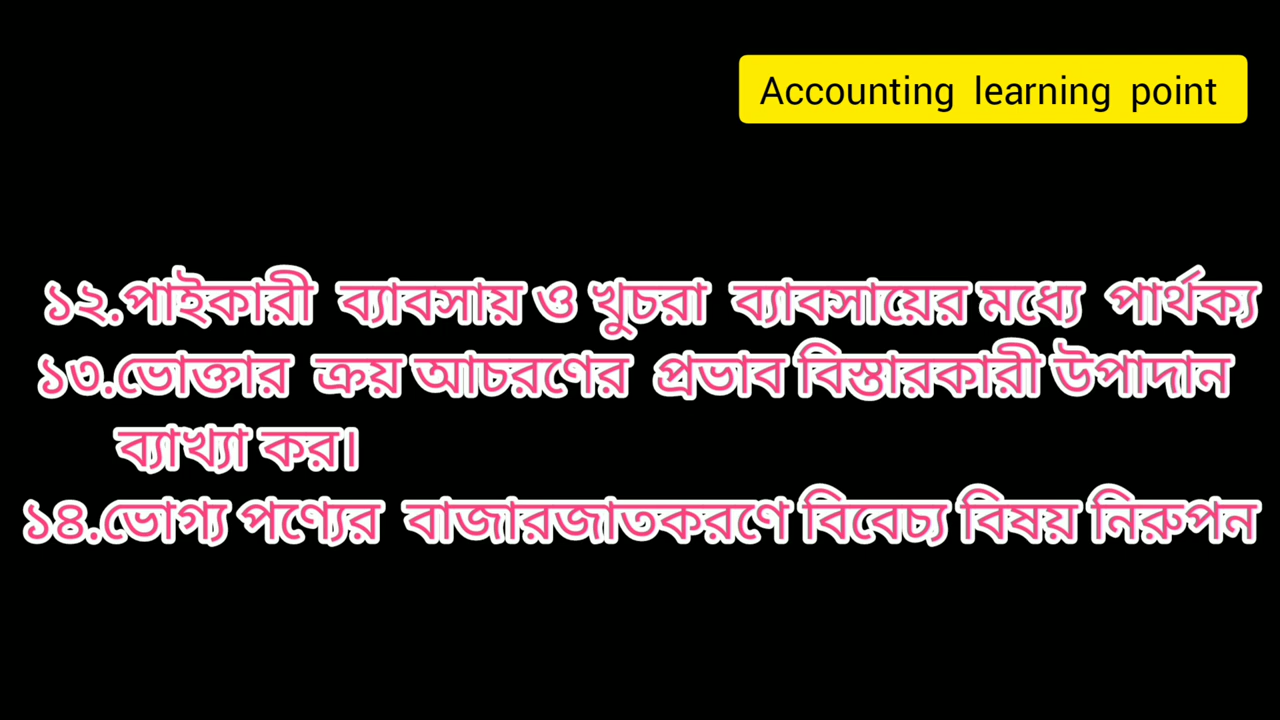 Accounting learning point
১২.পাইকারী ব্যাবসায় ও খুচরা ব্যাবসায়ের মধ্যে পার্থক্য
১৩.ভোক্তার ক্রয় আচরণের প্রভাব বিস্তারকারী উপাদান
ব্যাখ্যা কর।
১৪.ভোগ্য পণ্যের বাজারজাতকরণে বিবেচ্য বিষয় নিরুপন